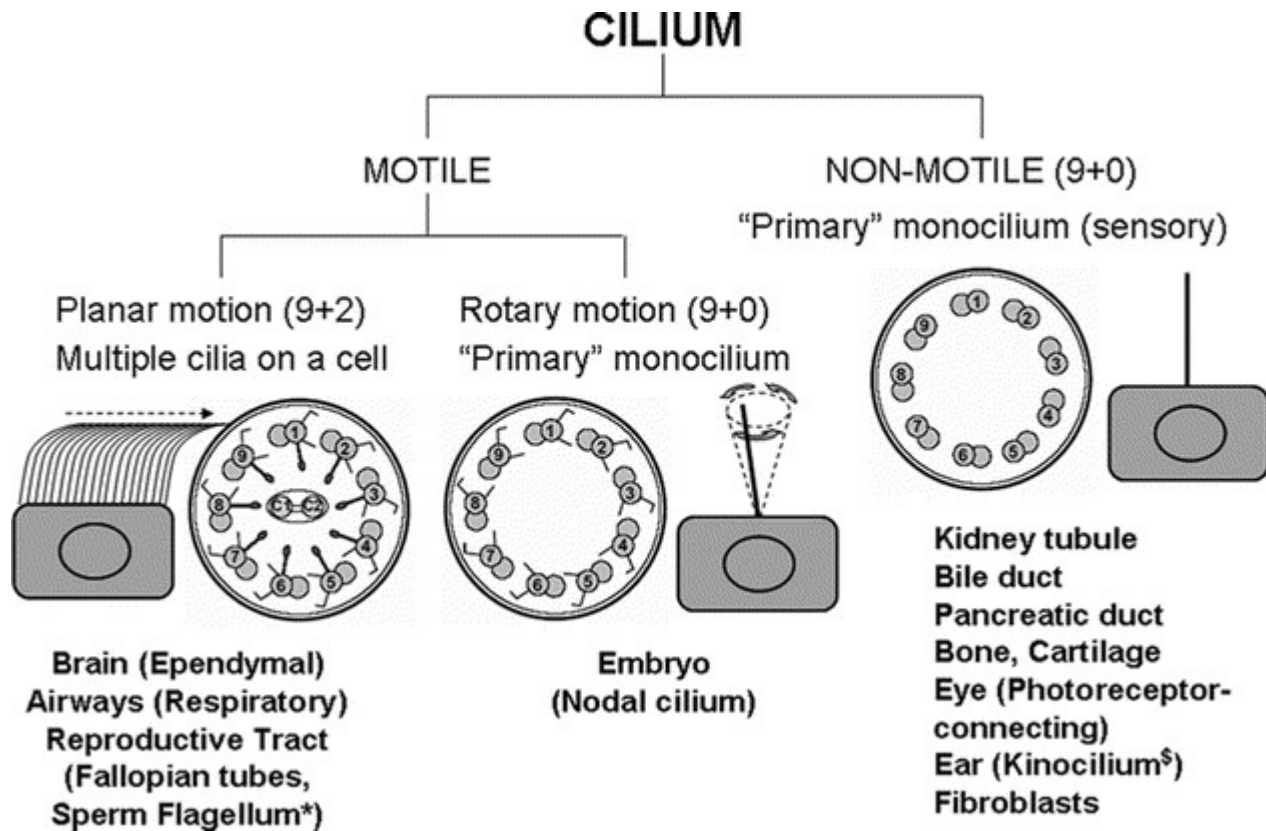 CILIUM
MOTILE
NON-MOTILE (9+0)
“Primary” monocilium (sensory)
Planar motion (9+2)
Multiple cilia on a cell
Rotary motion (9+0)
“Primary” monocilium
1
2
3
4
5
6
7
8
9
C1
C2
1
2
3
4
5
6
7
8
9
1
2
3
4
5
6
7
8
9
Brain (Ependymal)
Airways (Respiratory)
Reproductive Tract
(Fallopian tubes,
Sperm Flagellum*)
Embryo
(Nodal cilium)
Kidney tubule
Bile duct
Pancreatic duct
Bone, Cartilage
Eye (Photoreceptor-
connecting)
Ear (Kinocilium$)
Fibroblasts